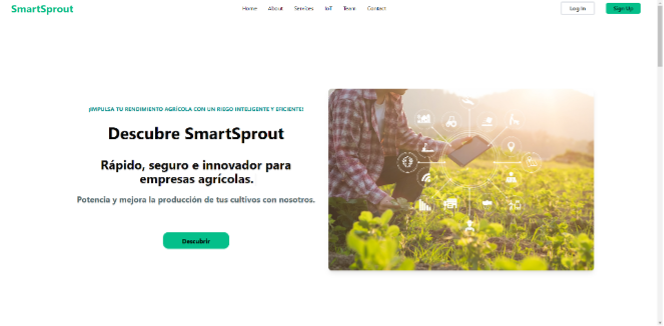 SmartSprout
Home About Services IoT Team Contact
Log In Sign Up
¡IMPULSA TU RENDIMIENTO AGRÍCOLA CON UN RIEGO INTELIGENTE Y EFICIENTE!
Descubre SmartSprout
Rápido, seguro e innovador para
empresas agrícolas.
Potencia y mejora la producción de tus cultivos con nosotros.
Descubrir